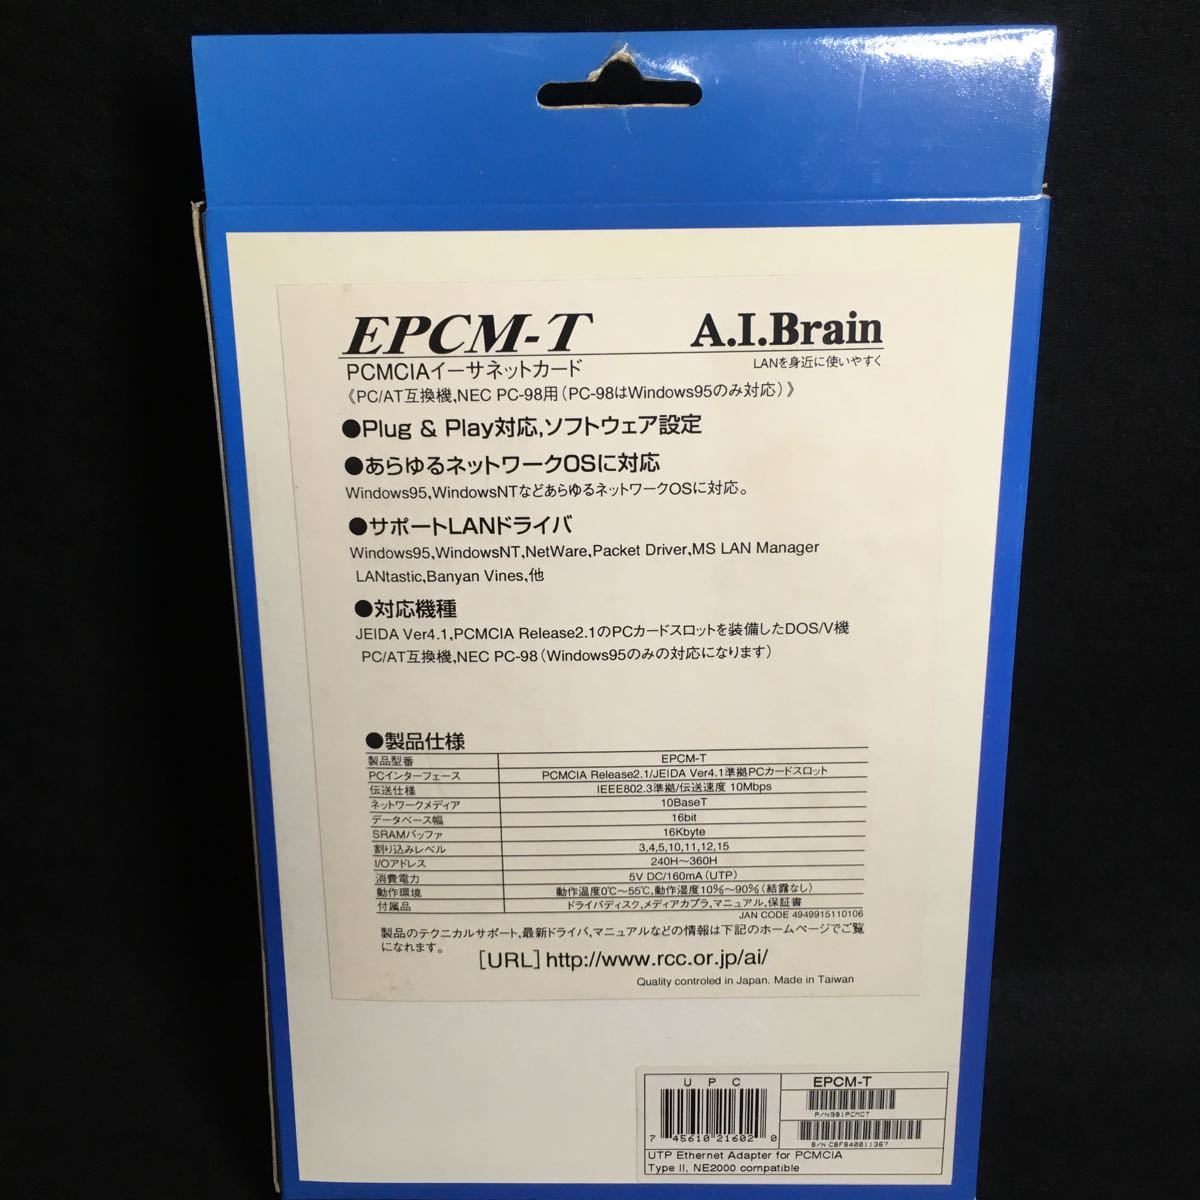 EPCM-T
A.I.Brain
PCMCIAイーサネットカード
LANを身近に使いやすく
《PC/AT互換機,NEC PC-98用(PC-98はWindows95のみ対応)》
●Plug & Play対応,ソフトウェア設定
●あらゆるネットワークOSに対応
Windows95,WindowsNTなどあらゆるネットワークOSに対応。
●サポートLANドライバ
Windows95,WindowsNT,NetWare,Packet Driver,MS LAN Manager
LANtastic,Banyan Vines,他
●対応機種
JEIDA Ver4.1,PCMCIA Release2.1のPCカードスロットを装備したDOS/V機
PC/AT互換機,NEC PC-98(Windows95のみの対応になります)
●製品仕様
製品型番 EPCM-T
PCインターフェース PCMCIA Release2.1/JEIDA Ver4.1準拠PCカードスロット
伝送仕様 IEEE802.3準拠/伝送速度 10Mbps
ネットワークメディア 10BaseT
データベース幅 16bit
SRAMバッファ 16Kbyte
割り込みレベル 3,4,5,10,11,12,15
I/Oアドレス 240H〜360H
消費電力 5V DC/160mA(UTP)
動作環境 動作温度0℃〜55℃,動作湿度10%〜90%(結露なし)
付属品 ドライバディスク,メディアカプラ,マニュアル,保証書
JAN CODE 4949915110106
製品のテクニカルサポート,最新ドライバ,マニュアルなどの情報は下記のホームページでご覧
になれます。
[URL]http://www.rcc.or.jp/ai/
Quality controled in Japan. Made in Taiwan
U P C
EPCM-T
P/N991PCMCT
7 45610 21602 0
S/N C8F640011367
UTP Ethernet Adapter for PCMCIA
Type II, NE2000 compatible